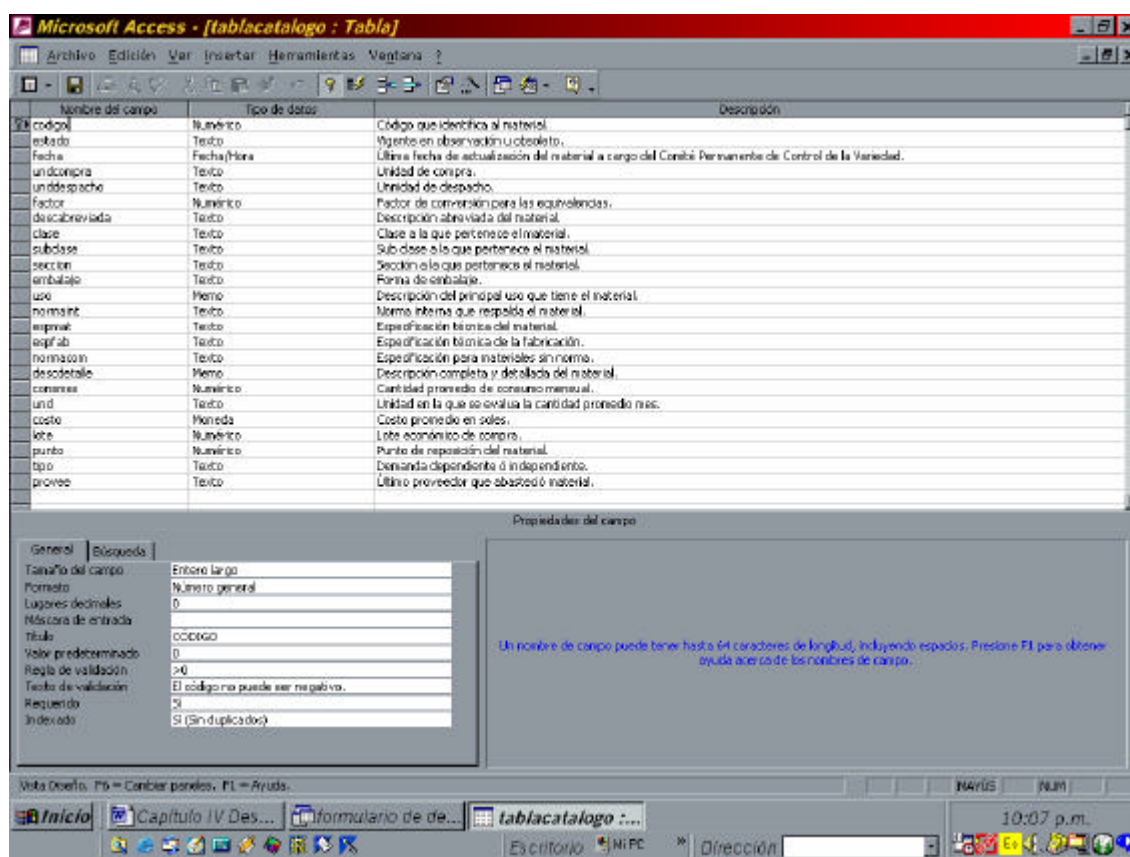 Microsoft Access - [tablacatalogo : Tabla]
Archivo Edición Ver Insertar Herramientas Ventana ?
Nombre del campo Tipo de datos Descripción
codigo Numérico Código que identifica al material.
estado Texto Vigente en observación u obsoleto.
fecha Fecha/Hora Última fecha de actualización del material a cargo del Comité Permanente de Control de la Variedad.
undcompra Texto Unidad de compra.
unddespacho Texto Unnidad de despacho.
factor Numérico Factor de conversión para las equivalencias.
descabreviada Texto Descripción abreviada del material.
clase Texto Clase a la que pertenece el material.
subclase Texto Sub clase a la que pertenece el material.
seccion Texto Sección a la que pertenece el material.
embalaje Texto Forma de embalaje.
uso Memo Descripción del principal uso que tiene el material.
normaint Texto Norma interna que respalda el material.
espmat Texto Especificación técnica del material.
espfab Texto Especificación técnica de la fabricación.
normacom Texto Especificación para materiales sin norma.
descdetalle Memo Descripción completa y detallada del material.
consmes Numérico Cantidad promedio de consumo mensual.
und Texto Unidad en la que se evalua la cantidad promedio mes.
costo Moneda Costo promedio en soles.
lote Numérico Lote económico de compra.
punto Numérico Punto de reposición del material.
tipo Texto Demanda dependiente ó independiente.
provee Texto Último proveedor que abasteció material.
Propiedades del campo
General Búsqueda
Tamaño del campo Entero largo
Formato Número general
Lugares decimales 0
Máscara de entrada
Título CÓDIGO
Valor predeterminado 0
Regla de validación >0
Texto de validación El código no puede ser negativo.
Requerido Sí
Indexado Sí (Sin duplicados)
Un nombre de campo puede tener hasta 64 caracteres de longitud, incluyendo espacios. Presione F1 para obtener
ayuda acerca de los nombres de campo.
Vista Diseño. F6 = Cambiar paneles. F1 = Ayuda. MAYÚS NUM
Inicio Capítulo IV Des... formulario de de... tablacatalogo :... 10:07 p.m.
Escritorio Mi PC » Dirección